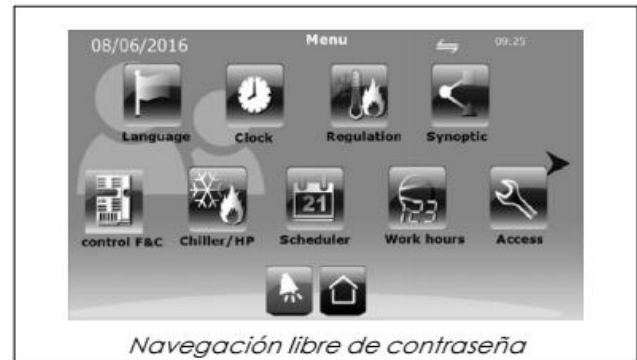 08/06/2016 Menu 09:25
Language Clock Regulation Synoptic
21 123
control F&C Chiller/HP Scheduler Work hours Access
Navegación libre de contraseña